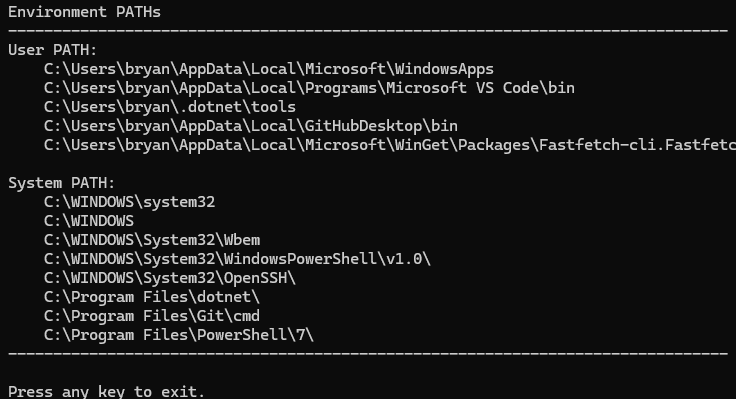 Environment PATHs
--------------------------------------------------------------------------------
User PATH:
    C:\Users\bryan\AppData\Local\Microsoft\WindowsApps
    C:\Users\bryan\AppData\Local\Programs\Microsoft VS Code\bin
    C:\Users\bryan\.dotnet\tools
    C:\Users\bryan\AppData\Local\GitHubDesktop\bin
    C:\Users\bryan\AppData\Local\Microsoft\WinGet\Packages\Fastfetch-cli.Fastfetc

System PATH:
    C:\WINDOWS\system32
    C:\WINDOWS
    C:\WINDOWS\System32\Wbem
    C:\WINDOWS\System32\WindowsPowerShell\v1.0\
    C:\WINDOWS\System32\OpenSSH\
    C:\Program Files\dotnet\
    C:\Program Files\Git\cmd
    C:\Program Files\PowerShell\7\
--------------------------------------------------------------------------------

Press any key to exit.